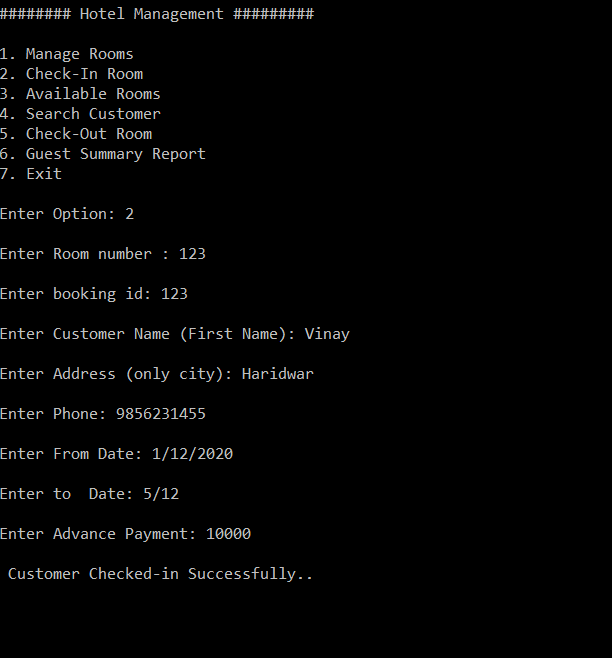 ######## Hotel Management #########
1. Manage Rooms
2. Check-In Room
3. Available Rooms
4. Search Customer
5. Check-Out Room
6. Guest Summary Report
7. Exit
Enter Option: 2
Enter Room number : 123
Enter booking id: 123
Enter Customer Name (First Name): Vinay
Enter Address (only city): Haridwar
Enter Phone: 9856231455
Enter From Date: 1/12/2020
Enter to  Date: 5/12
Enter Advance Payment: 10000
Customer Checked-in Successfully..